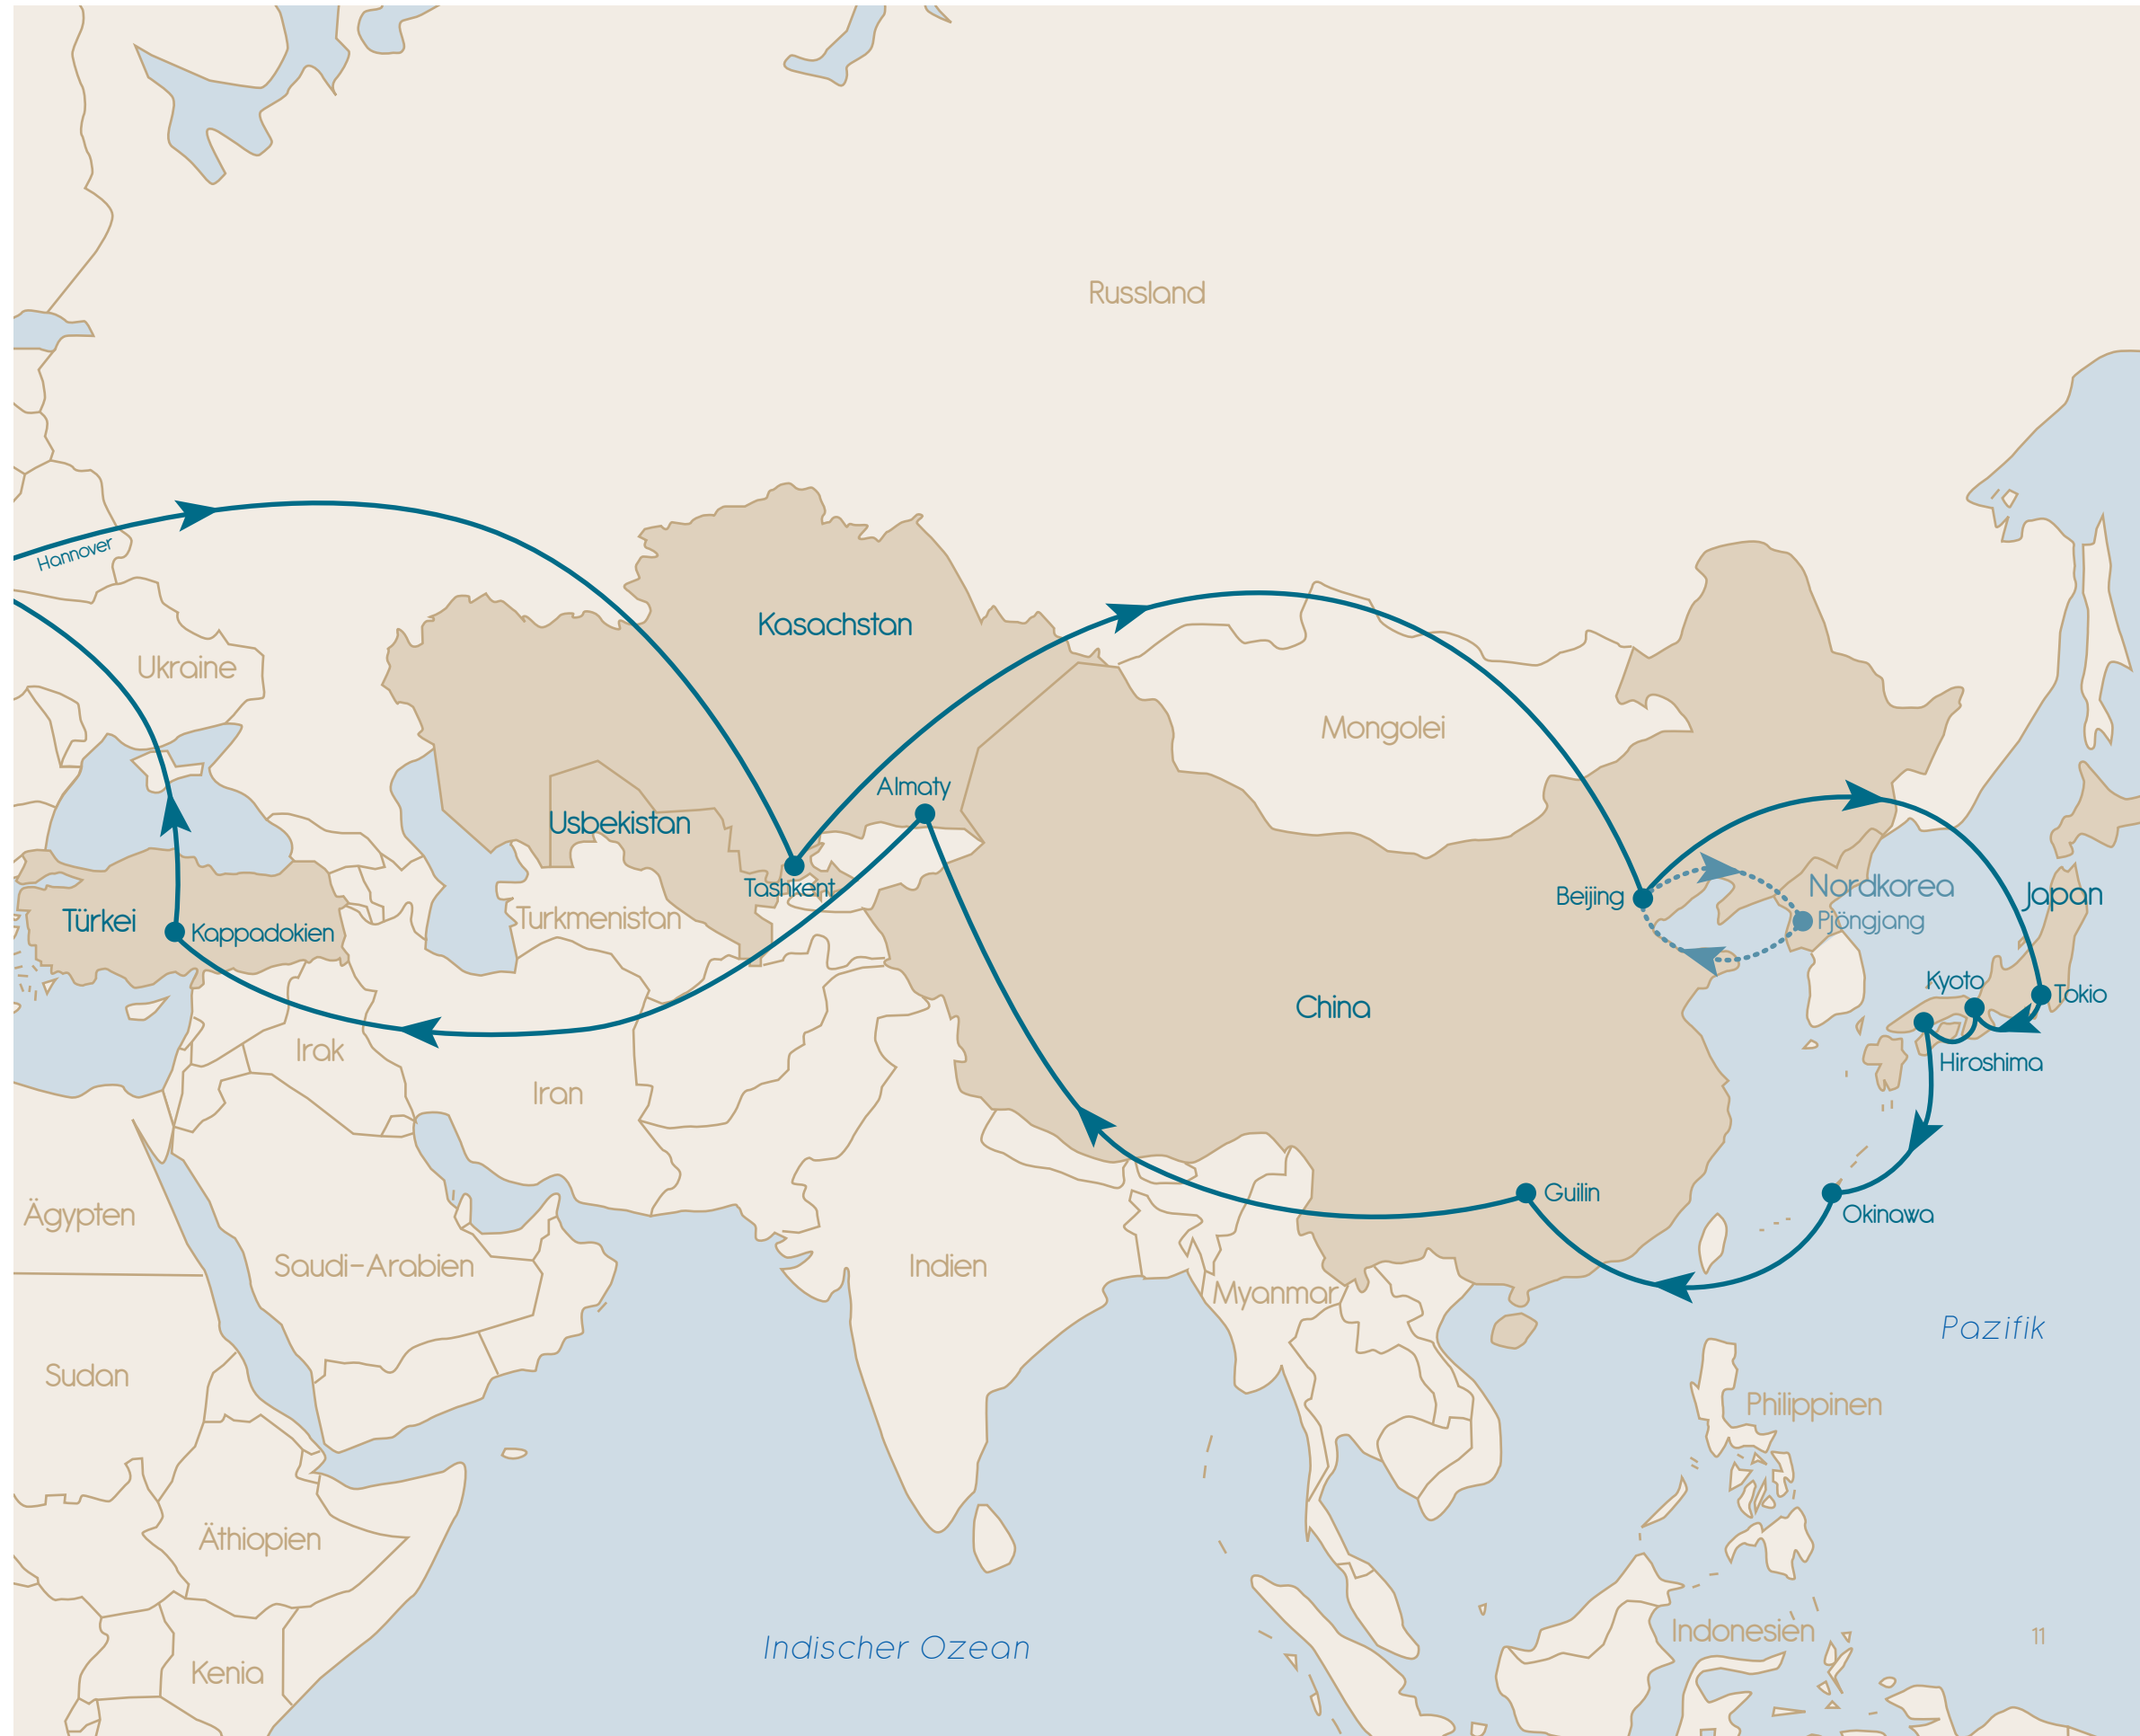 Russland
Hannover
Kasachstan
Ukraine
Mongolei
Almaty
Usbekistan
Tashkent
Nordkorea
Japan
Beijing
Pjöngjang
Turkmenistan
Türkei
Kappadokien
Kyoto
Tokio
China
Irak
Hiroshima
Iran
Guilin
Okinawa
Ägypten
Saudi-Arabien
Indien
Myanmar
Pazifik
Sudan
Philippinen
Äthiopien
Indonesien
11
Indischer Ozean
Kenia